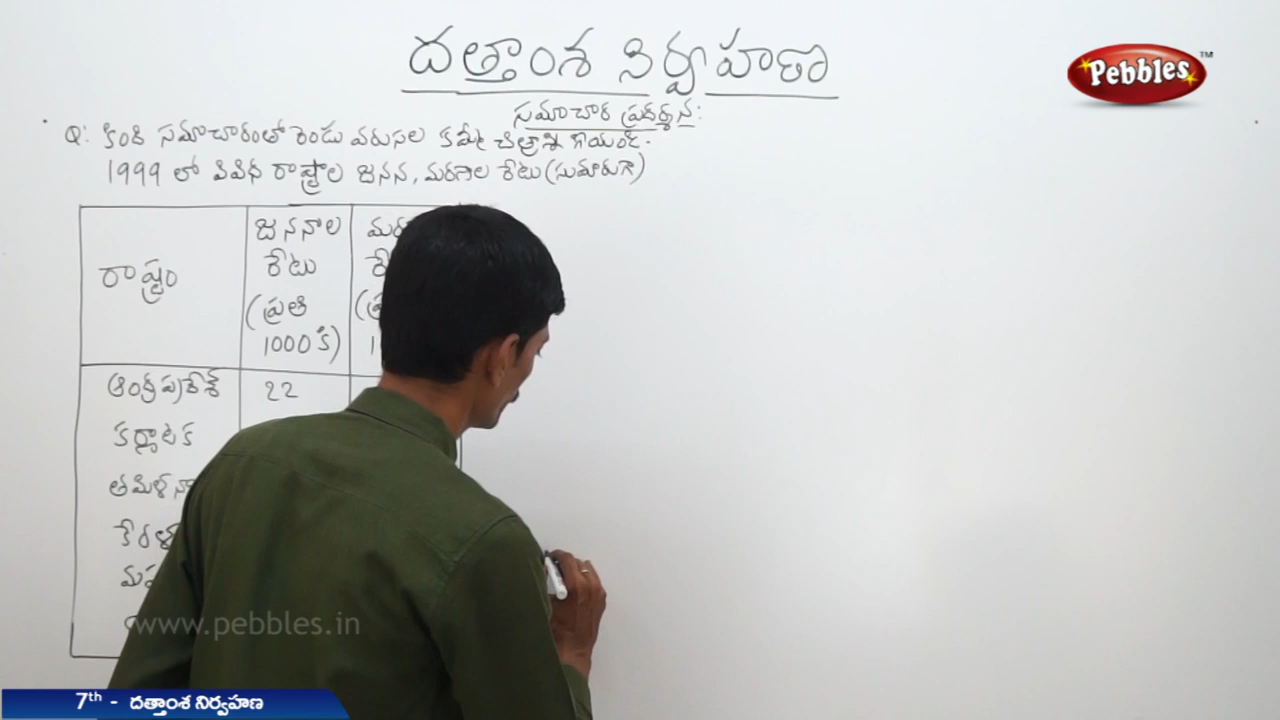 దత్తాంశ నిర్వహణ
Pebbles™
సమాచార ప్రదర్శన:
Q: కింది సమాచారంతో రెండు వరుసల కమ్మీ చిత్రాన్ని గీయండి.
1999 లో వివిధ రాష్ట్రాల జనన, మరణాల రేటు (సుమారుగా)
రాష్ట్రం
జననాల
రేటు
(ప్రతి
1000 కి)
ఆంధ్రప్రదేశ్ 22
కర్ణాటక
www.pebbles.in
7th - దత్తాంశ నిర్వహణ